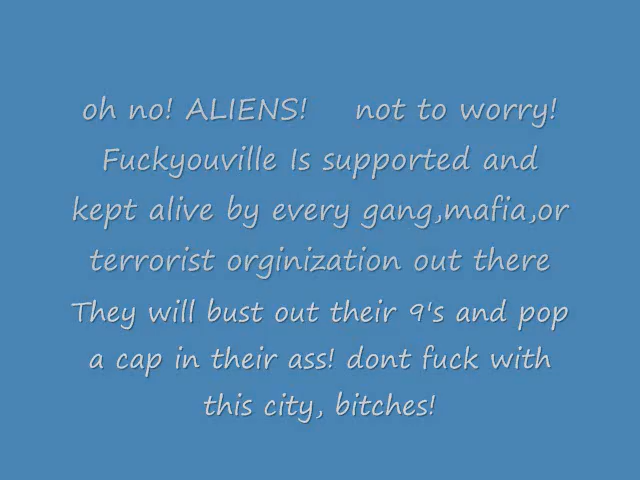 oh no! ALIENS! not to worry!
Fuckyouville Is supported and
kept alive by every gang,mafia,or
terrorist orginization out there
They will bust out their 9's and pop
a cap in their ass! dont fuck with
this city, bitches!